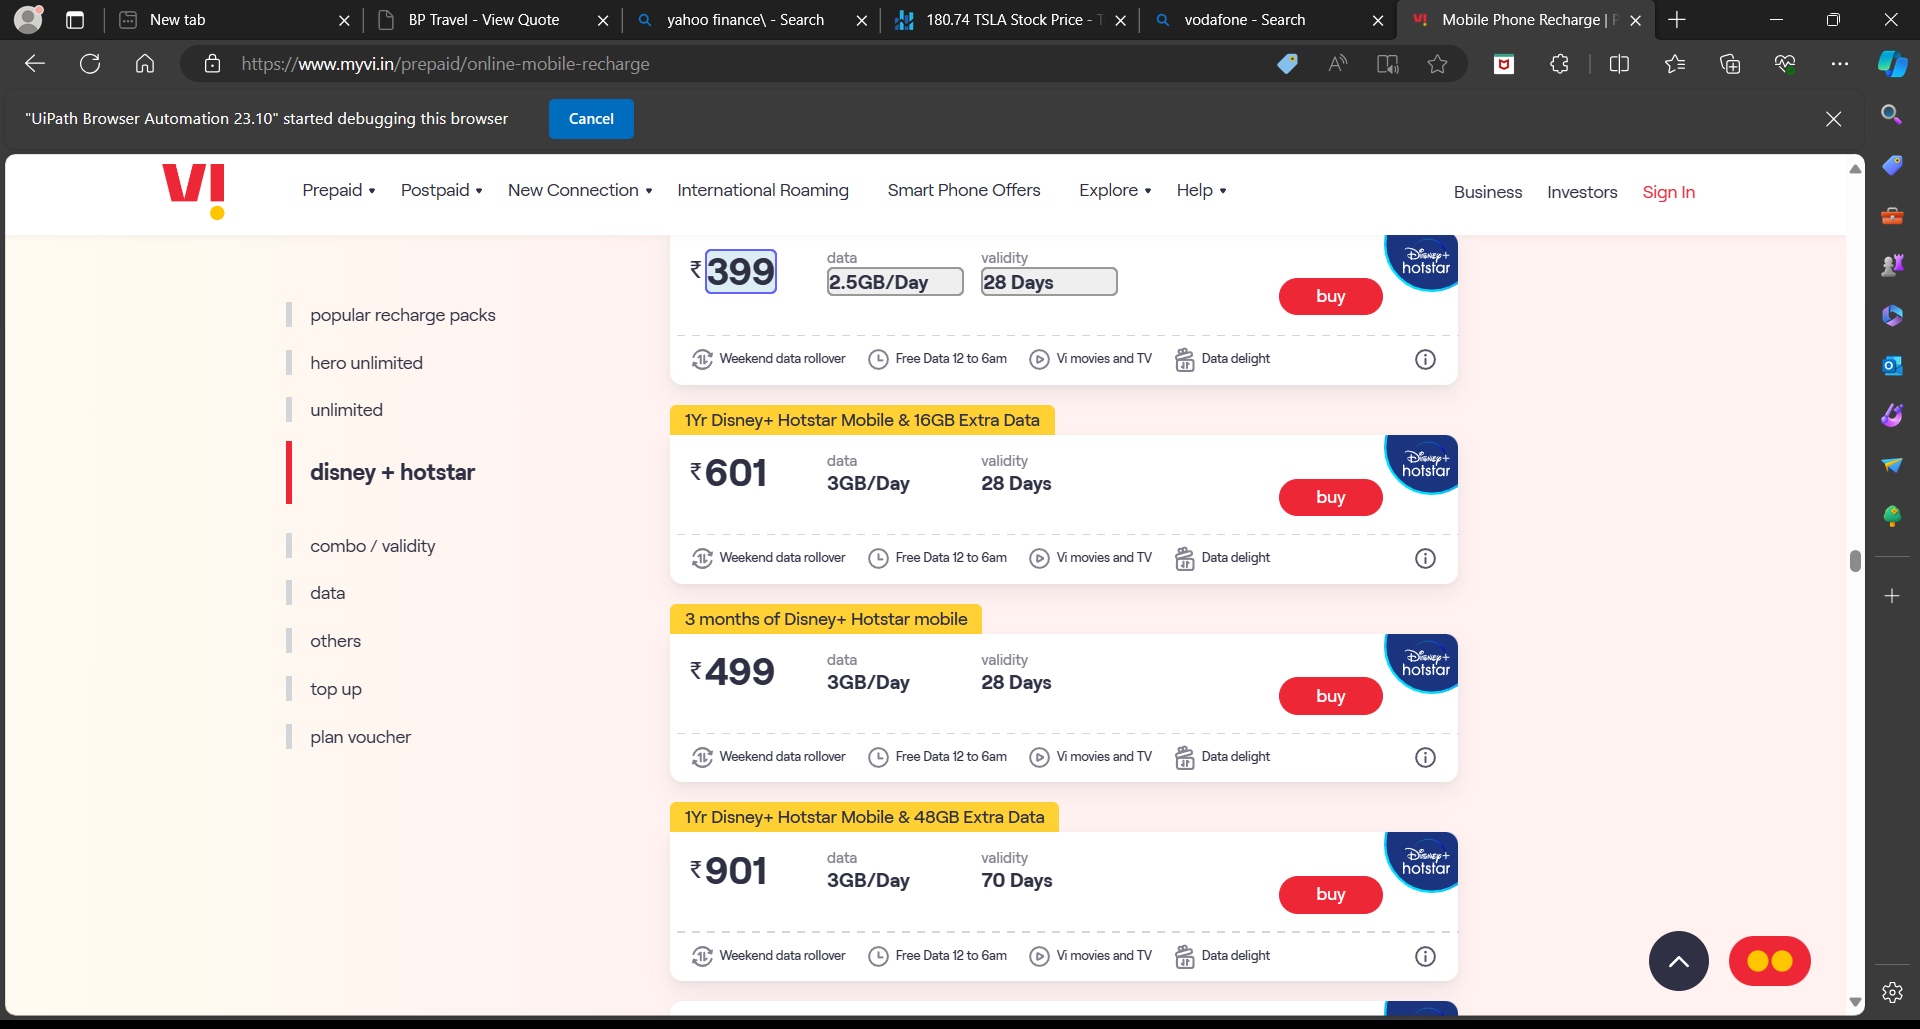 New tab
BP Travel - View Quote
yahoo finance\ - Search
180.74 TSLA Stock Price - T
vodafone - Search
Mobile Phone Recharge | P
https://www.myvi.in/prepaid/online-mobile-recharge
"UiPath Browser Automation 23.10" started debugging this browser
Cancel
VI
Prepaid
Postpaid
New Connection
International Roaming
Smart Phone Offers
Explore
Help
Business
Investors
Sign In
popular recharge packs
hero unlimited
unlimited
disney + hotstar
combo / validity
data
others
top up
plan voucher
₹399
data
2.5GB/Day
validity
28 Days
buy
Disney+
hotstar
Weekend data rollover
Free Data 12 to 6am
Vi movies and TV
Data delight
1Yr Disney+ Hotstar Mobile & 16GB Extra Data
₹601
data
3GB/Day
validity
28 Days
buy
Disney+
hotstar
Weekend data rollover
Free Data 12 to 6am
Vi movies and TV
Data delight
3 months of Disney+ Hotstar mobile
₹499
data
3GB/Day
validity
28 Days
buy
Disney+
hotstar
Weekend data rollover
Free Data 12 to 6am
Vi movies and TV
Data delight
1Yr Disney+ Hotstar Mobile & 48GB Extra Data
₹901
data
3GB/Day
validity
70 Days
buy
Disney+
hotstar
Weekend data rollover
Free Data 12 to 6am
Vi movies and TV
Data delight